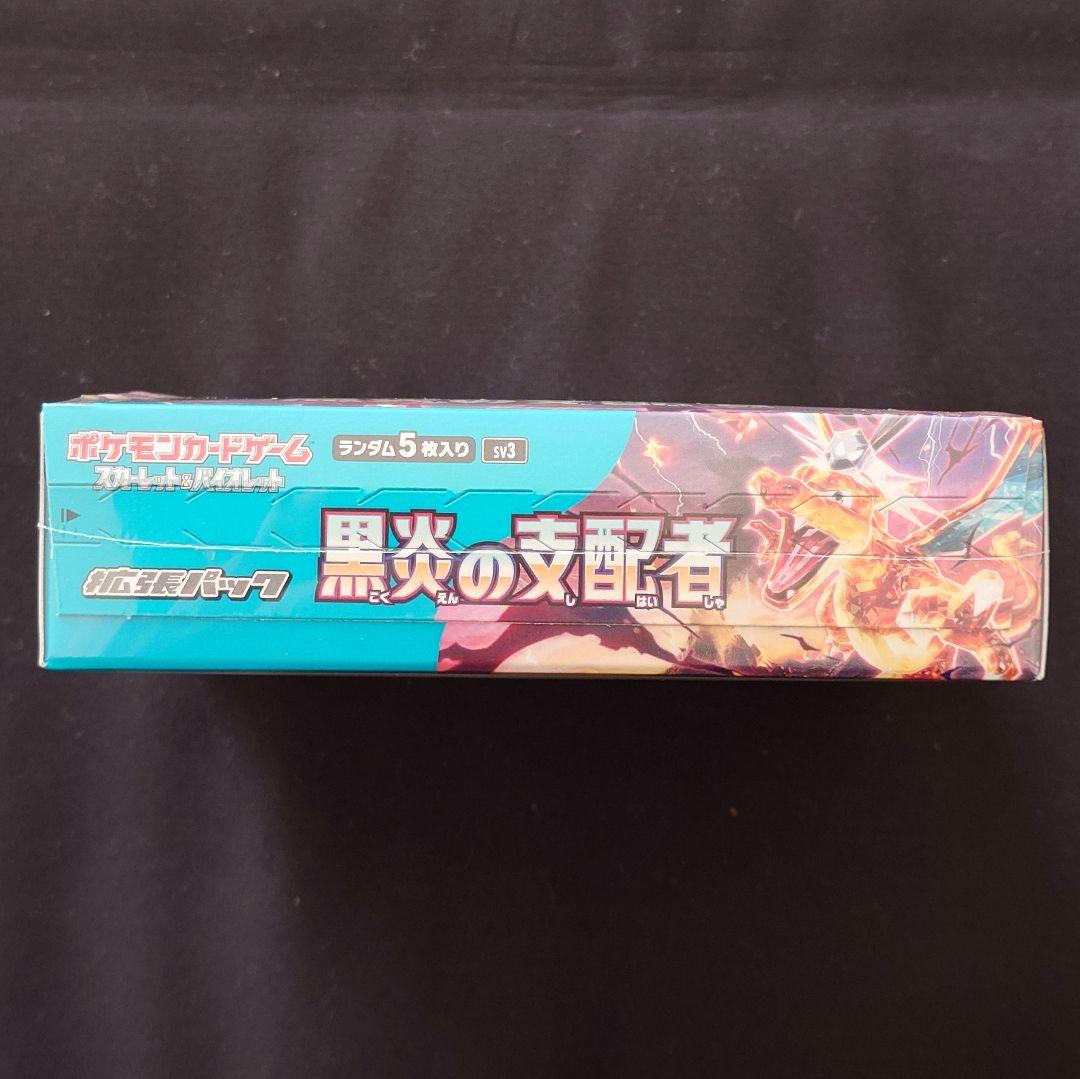 ポケモンカードゲーム™
スカーレット&バイオレット
ランダム5枚入り
sv3
拡張パック
黒炎の支配者
こくえん しはいしゃ